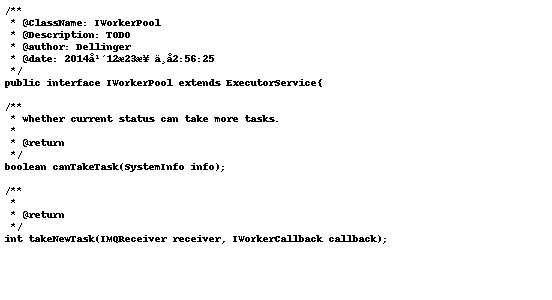 /**
 * @ClassName: IWorkerPool
 * @Description: TODO
 * @author: Dellinger
 * @date: 2014å¹´12æ23æ¥ ä¸å2:56:25
 */
public interface IWorkerPool extends ExecutorService{
/**
 * whether current status can take more tasks.
 *
 * @return
 */
boolean canTakeTask(SystemInfo info);
/**
 *
 * @return
 */
int takeNewTask(IMQReceiver receiver, IWorkerCallback callback);